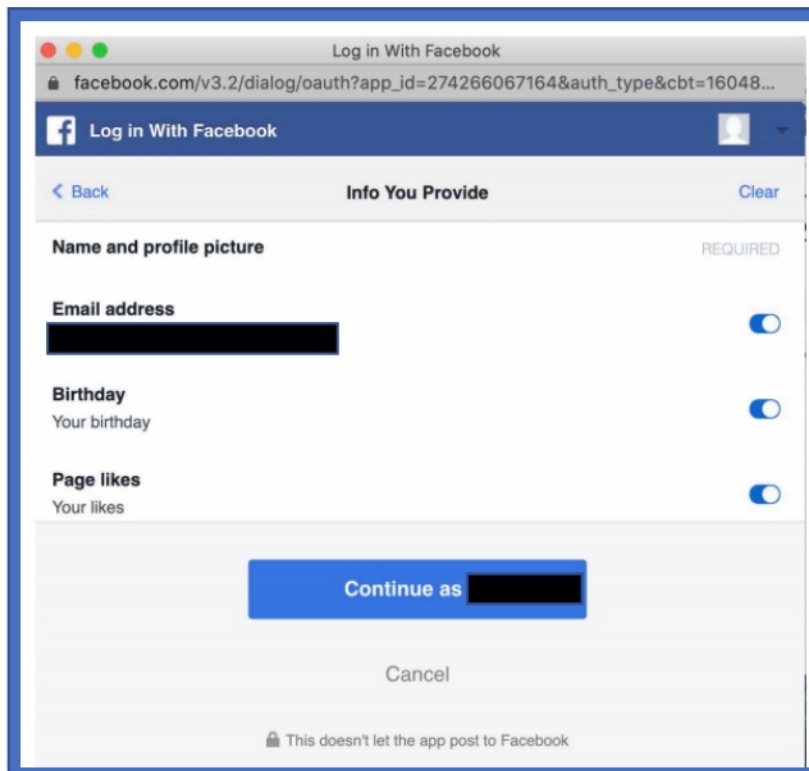 Log in With Facebook
facebook.com/v3.2/dialog/oauth?app_id=274266067164&auth_type&cbt=16048...
f Log in With Facebook
< Back Info You Provide Clear
Name and profile picture REQUIRED
Email address
Birthday
Your birthday
Page likes
Your likes
Continue as
Cancel
This doesn't let the app post to Facebook